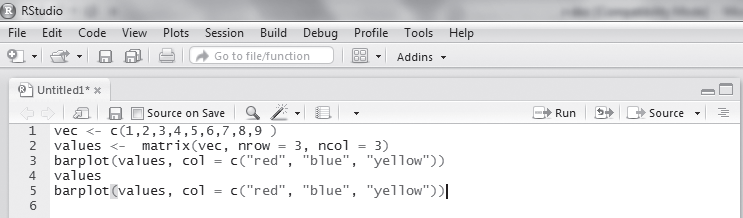 RStudio
File Edit Code View Plots Session Build Debug Profile Tools Help
Go to file/function Addins
Untitled1*
Source on Save Run Source
1 vec <- c(1,2,3,4,5,6,7,8,9 )
2 values <-  matrix(vec, nrow = 3, ncol = 3)
3 barplot(values, col = c("red", "blue", "yellow"))
4 values
5 barplot(values, col = c("red", "blue", "yellow"))
6